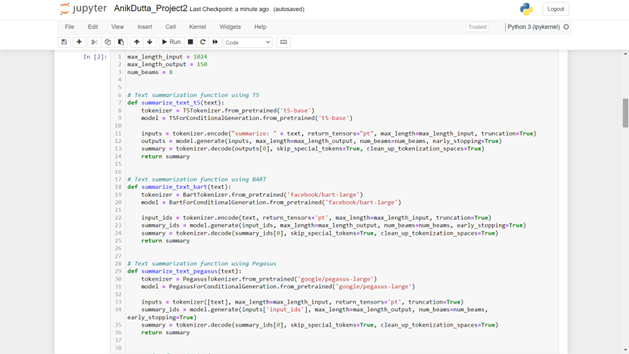 jupyter AnikDutta_Project2 Last Checkpoint: a minute ago (autosaved) Logout
File Edit View Insert Cell Kernel Widgets Help Trusted Python 3 (ipykernel)
Run Code
In [2]:
1 max_length_input = 1024
2 max_length_output = 150
3 num_beams = 8
4
5
6 # Text summarization function using T5
7 def summarize_text_t5(text):
8 tokenizer = T5Tokenizer.from_pretrained('t5-base')
9 model = T5ForConditionalGeneration.from_pretrained('t5-base')
10
11 inputs = tokenizer.encode("summarize: " + text, return_tensors="pt", max_length=max_length_input, truncation=True)
12 outputs = model.generate(inputs, max_length=max_length_output, num_beams=num_beams, early_stopping=True)
13 summary = tokenizer.decode(outputs[0], skip_special_tokens=True, clean_up_tokenization_spaces=True)
14 return summary
15
16
17 # Text summarization function using BART
18 def summarize_text_bart(text):
19 tokenizer = BartTokenizer.from_pretrained('facebook/bart-large')
20 model = BartForConditionalGeneration.from_pretrained('facebook/bart-large')
21
22 input_ids = tokenizer.encode(text, return_tensors='pt', max_length=max_length_input, truncation=True)
23 summary_ids = model.generate(input_ids, max_length=max_length_output, num_beams=num_beams, early_stopping=True)
24 summary = tokenizer.decode(summary_ids[0], skip_special_tokens=True, clean_up_tokenization_spaces=True)
25 return summary
26
27
28 # Text summarization function using Pegasus
29 def summarize_text_pegasus(text):
30 tokenizer = PegasusTokenizer.from_pretrained('google/pegasus-large')
31 model = PegasusForConditionalGeneration.from_pretrained('google/pegasus-large')
32
33 inputs = tokenizer([text], max_length=max_length_input, return_tensors='pt', truncation=True)
34 summary_ids = model.generate(inputs['input_ids'], max_length=max_length_output, num_beams=num_beams,
early_stopping=True)
35 summary = tokenizer.decode(summary_ids[0], skip_special_tokens=True, clean_up_tokenization_spaces=True)
36 return summary
37
38